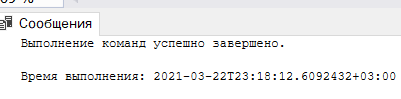 Сообщения
Выполнение команд успешно завершено.
Время выполнения: 2021-03-22T23:18:12.6092432+03:00